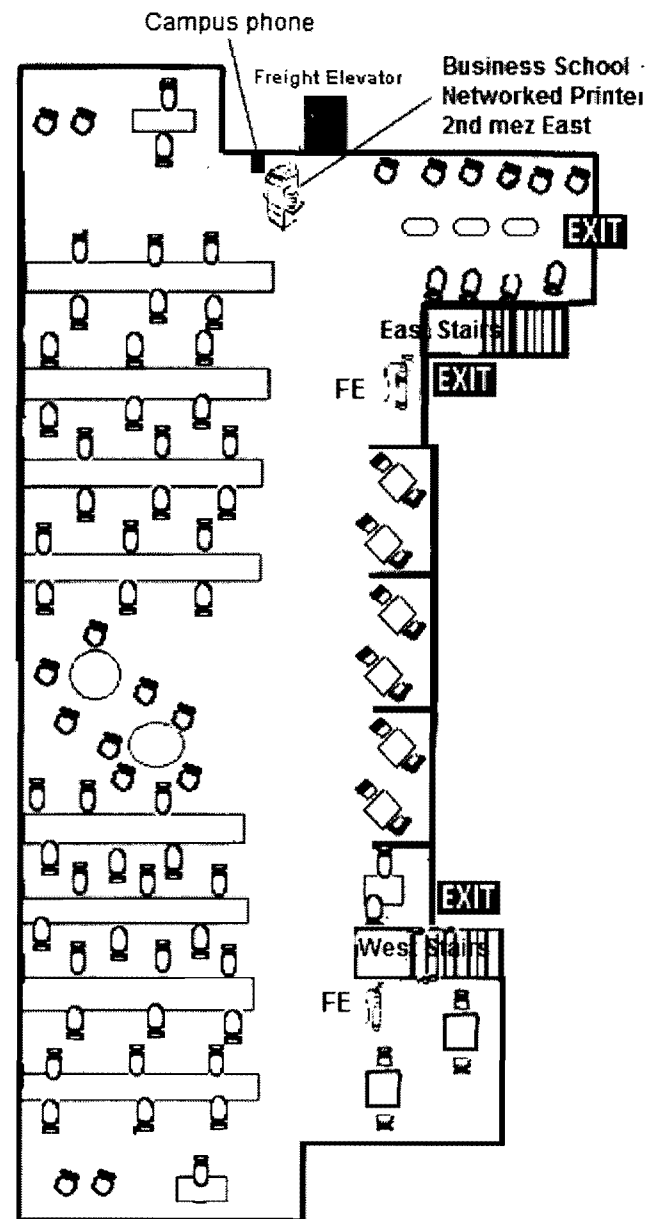 Campus phone
Freight Elevator
Business School
Networked Printer
2nd mez East
EXIT
East Stairs
FE
EXIT
EXIT
West Stairs
FE